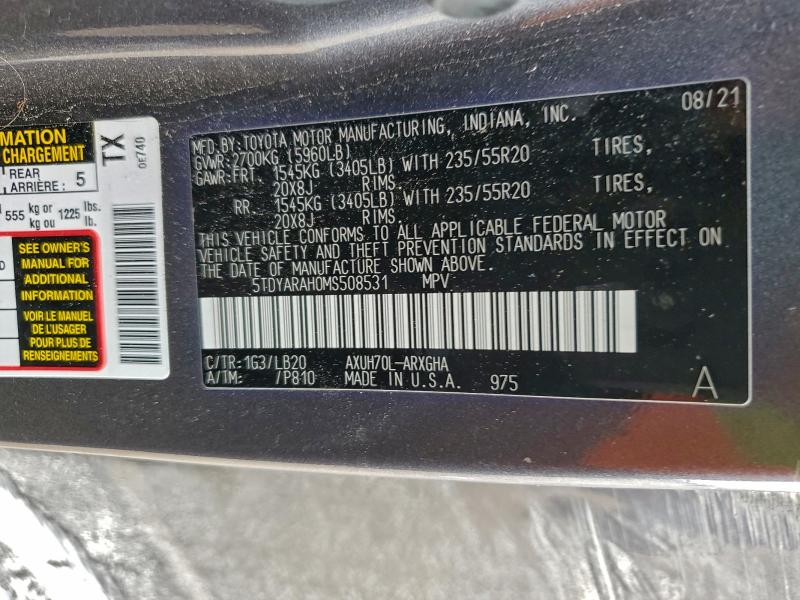 MATION
CHARGEMENT
REAR
ARRIÈRE : 5
555 kg or 1225 lbs.
kg ou lb.
SEE OWNER'S
MANUAL FOR
ADDITIONAL
INFORMATION
VOIR LE MANUEL
DE L'USAGER
POUR PLUS DE
RENSEIGNEMENTS
TX
0E740
08/21
MFD.BY: TOYOTA MOTOR MANUFACTURING, INDIANA, INC.
GVWR: 2700KG (5960LB)
GAWR:FRT. 1545KG (3405LB) WITH 235/55R20 TIRES,
20X8J RIMS.
RR. 1545KG (3405LB) WITH 235/55R20 TIRES,
20X8J RIMS.
THIS VEHICLE CONFORMS TO ALL APPLICABLE FEDERAL MOTOR
VEHICLE SAFETY AND THEFT PREVENTION STANDARDS IN EFFECT ON
THE DATE OF MANUFACTURE SHOWN ABOVE.
5TDYARAH0MS508531 MPV
C/TR:1G3/LB20 AXUH70L-ARXGHA
A/TM: /P810 MADE IN U.S.A. 975
A